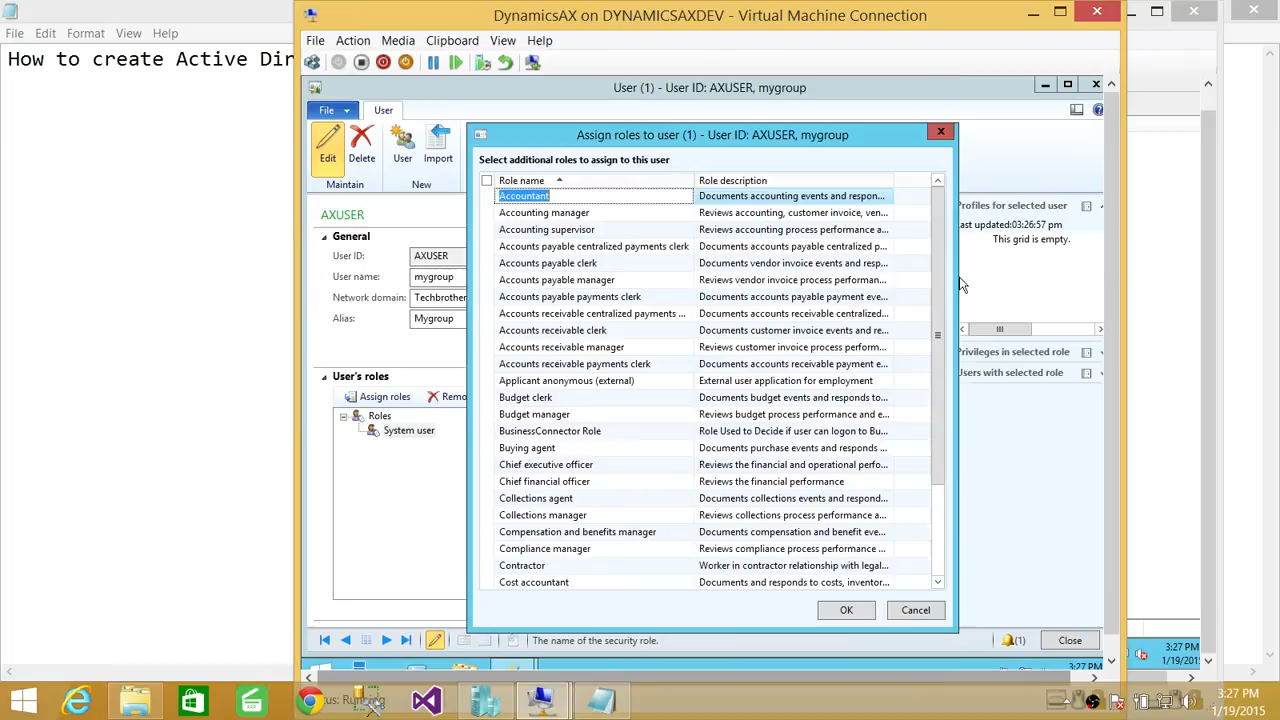 DynamicsAX on DYNAMICSAXDEV - Virtual Machine Connection
File Edit Format View Help
File Action Media Clipboard View Help
How to create Active Dir
User (1) - User ID: AXUSER, mygroup
File User
Edit Delete User Import
Maintain New
Assign roles to user (1) - User ID: AXUSER, mygroup
Select additional roles to assign to this user
Role name Role description
Accountant Documents accounting events and respon...
Accounting manager Reviews accounting, customer invoice, ven...
Accounting supervisor Reviews accounting process performance a...
Accounts payable centralized payments clerk Documents accounts payable centralized p...
Accounts payable clerk Documents vendor invoice events and resp...
Accounts payable manager Reviews vendor invoice process performan...
Accounts payable payments clerk Documents accounts payable payment eve...
Accounts receivable centralized payments ... Documents accounts receivable centralized...
Accounts receivable clerk Documents customer invoice events and re...
Accounts receivable manager Reviews customer invoice process perform...
Accounts receivable payments clerk Documents accounts receivable payment e...
Applicant anonymous (external) External user application for employment
Budget clerk Documents budget events and responds to...
Budget manager Reviews budget process performance and e...
BusinessConnector Role Role Used to Decide if user can logon to Bu...
Buying agent Documents purchase events and responds ...
Chief executive officer Reviews the financial and operational perfo...
Chief financial officer Reviews the financial performance
Collections agent Documents collections events and respond...
Collections manager Reviews collections process performance a...
Compensation and benefits manager Documents compensation and benefit eve...
Compliance manager Reviews compliance process performance ...
Contractor Worker in contractor relationship with legal...
Cost accountant Documents and responds to costs, inventor...
OK Cancel
AXUSER
General
User ID: AXUSER
User name: mygroup
Network domain: Techbrother
Alias: Mygroup
User's roles
Assign roles Remo
Roles
System user
Profiles for selected user
ast updated:03:26:57 pm
This grid is empty.
Privileges in selected role
Users with selected role
The name of the security role.
(1) Close
3:27 PM
1/19/2015
3:27 PM
tus: Running
3:27 PM
1/19/2015